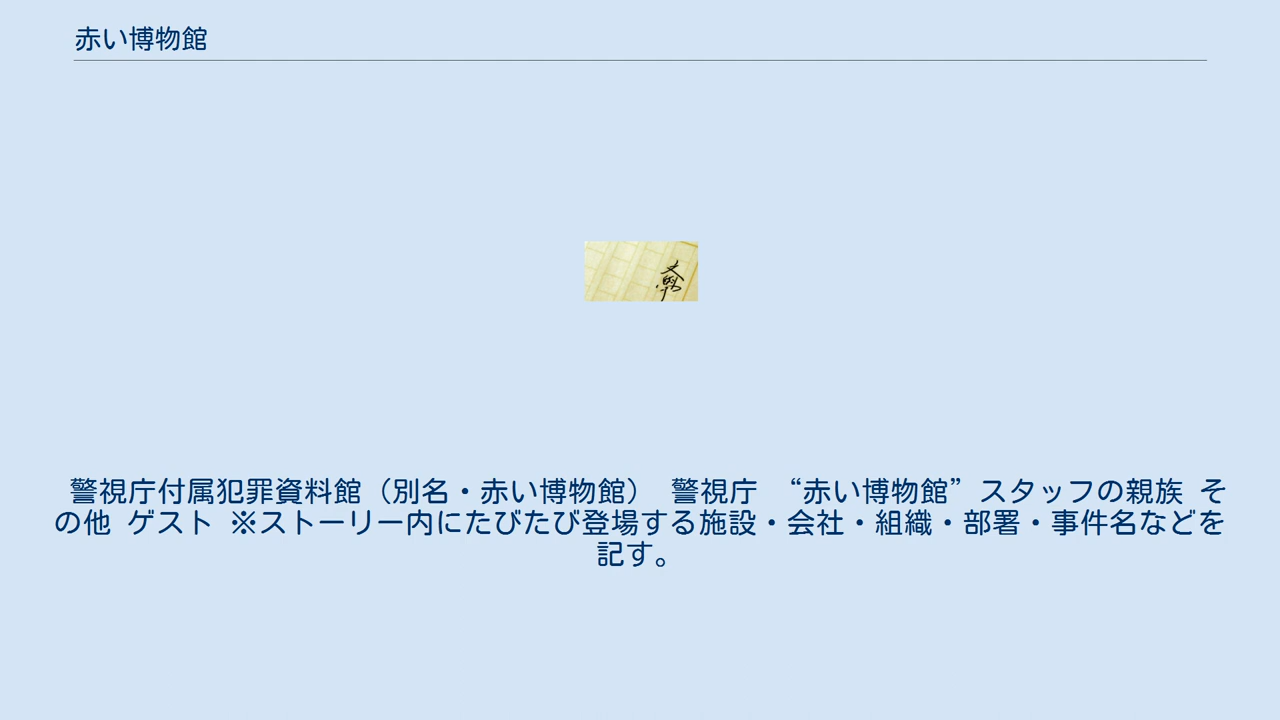 赤い博物館
警視庁付属犯罪資料館（別名・赤い博物館） 警視庁 “赤い博物館”スタッフの親族 そ
の他 ゲスト ※ストーリー内にたびたび登場する施設・会社・組織・部署・事件名などを
記す。